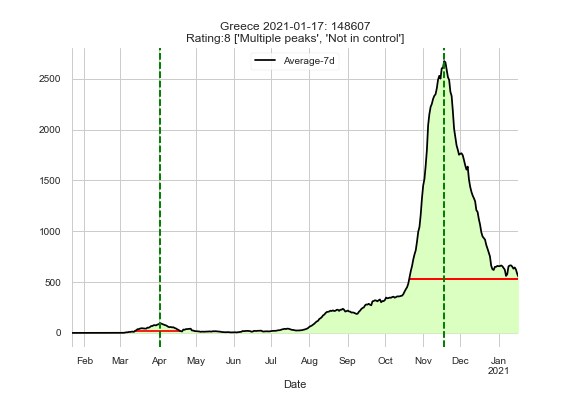 Greece 2021-01-17: 148607
Rating:8 ['Multiple peaks', 'Not in control']
Average-7d
2500
2000
1500
1000
500
0
Feb Mar Apr May Jun Jul Aug Sep Oct Nov Dec Jan
2021
Date